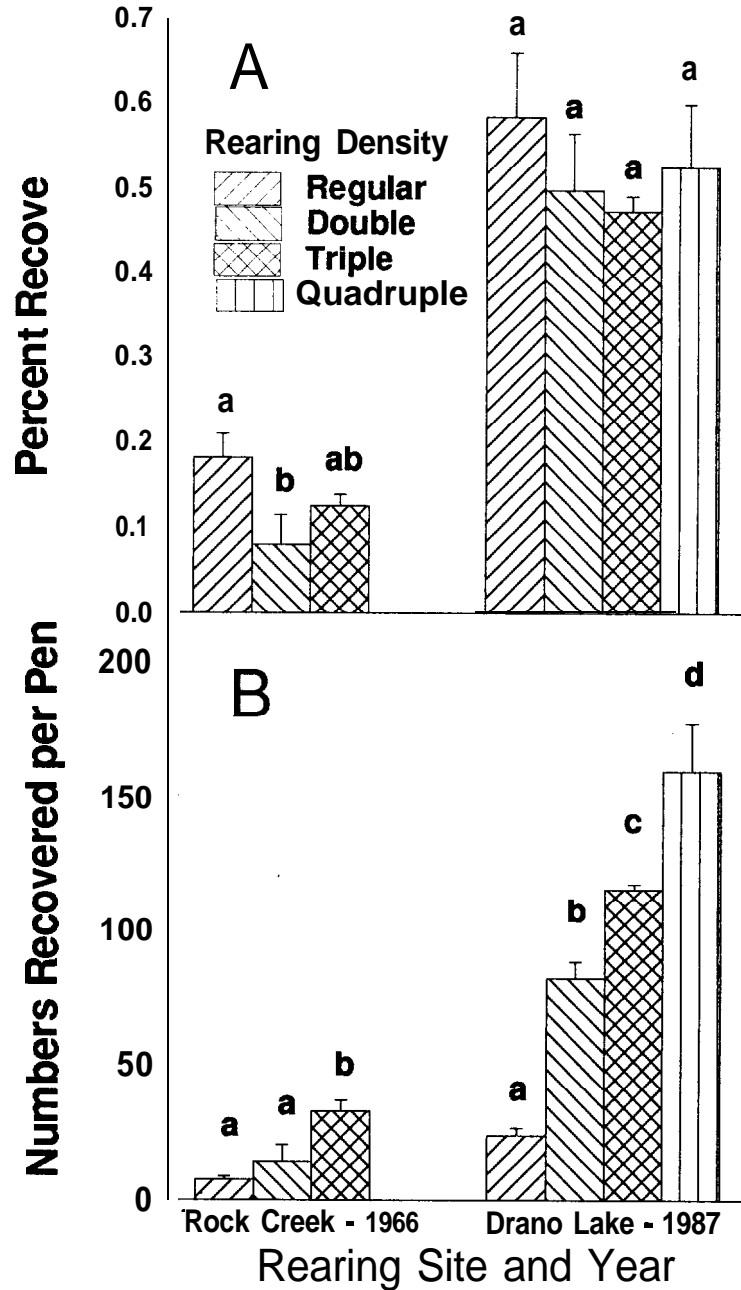 0.7
0.6
0.5
0.4
0.3
0.2
0.1
0.0
Percent Recove
A
Rearing Density
Regular
Double
Triple
Quadruple
a
b
ab
a
a
a
a
200
150
100
50
0
Numbers Recovered per Pen
B
a
a
b
a
b
c
d
Rock Creek - 1966
Drano Lake - 1987
Rearing Site and Year